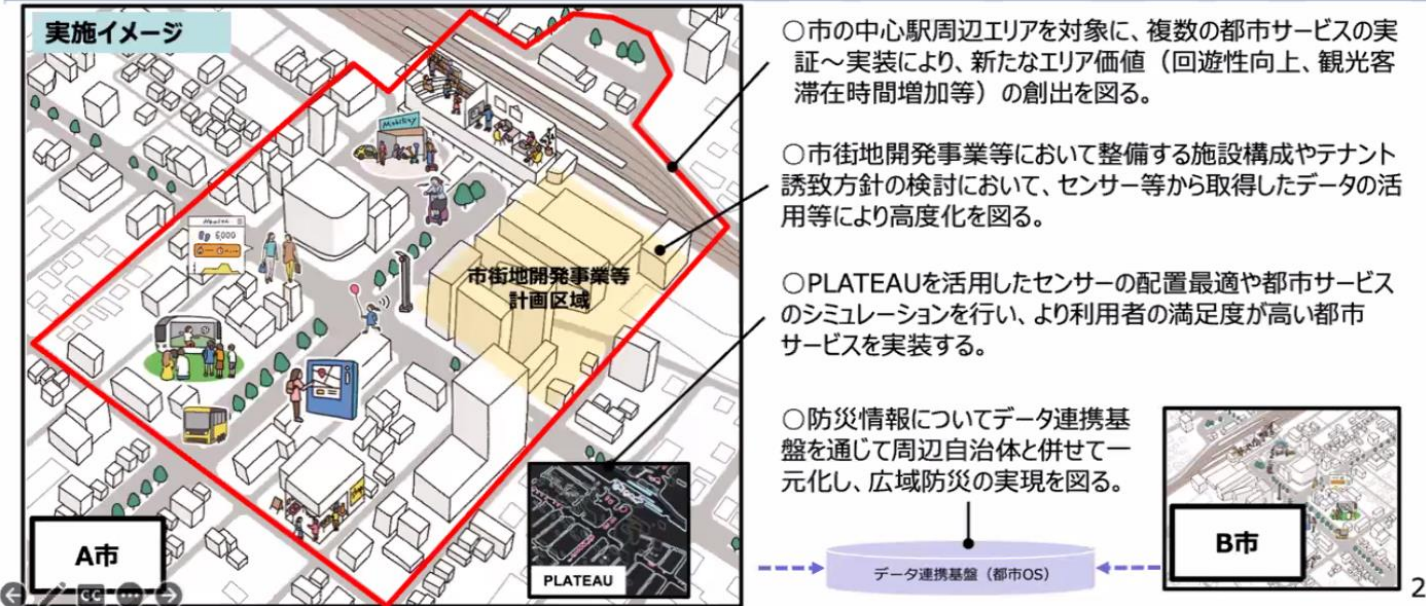 実施イメージ
Mobility
Health
6,000
市街地開発事業等
計画区域
PLATEAU
A市
CC
○市の中心駅周辺エリアを対象に、複数の都市サービスの実
証~実装により、新たなエリア価値（回遊性向上、観光客
滞在時間増加等）の創出を図る。
○市街地開発事業等において整備する施設構成やテナント
誘致方針の検討において、センサー等から取得したデータの活
用等により高度化を図る。
○PLATEAUを活用したセンサーの配置最適や都市サービス
のシミュレーションを行い、より利用者の満足度が高い都市
サービスを実装する。
○防災情報についてデータ連携基
盤を通じて周辺自治体と併せて一
元化し、広域防災の実現を図る。
データ連携基盤（都市OS）
B市
2